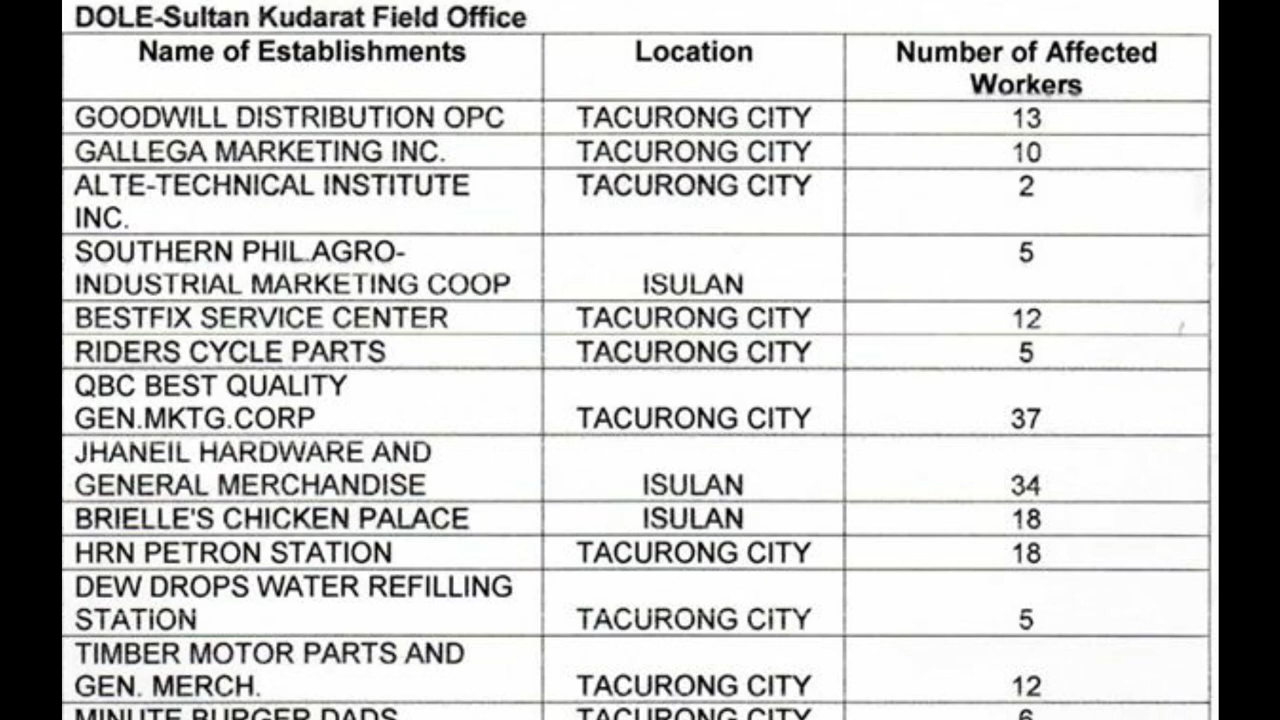 DOLE-Sultan Kudarat Field Office
Name of Establishments Location Number of Affected
Workers
GOODWILL DISTRIBUTION OPC TACURONG CITY 13
GALLEGA MARKETING INC. TACURONG CITY 10
ALTE-TECHNICAL INSTITUTE TACURONG CITY 2
INC.
SOUTHERN PHIL.AGRO- 5
INDUSTRIAL MARKETING COOP ISULAN
BESTFIX SERVICE CENTER TACURONG CITY 12
RIDERS CYCLE PARTS TACURONG CITY 5
QBC BEST QUALITY
GEN.MKTG.CORP TACURONG CITY 37
JHANEIL HARDWARE AND
GENERAL MERCHANDISE ISULAN 34
BRIELLE'S CHICKEN PALACE ISULAN 18
HRN PETRON STATION TACURONG CITY 18
DEW DROPS WATER REFILLING
STATION TACURONG CITY 5
TIMBER MOTOR PARTS AND
GEN. MERCH. TACURONG CITY 12
MINUTE BURGER DADS TACURONG CITY 6